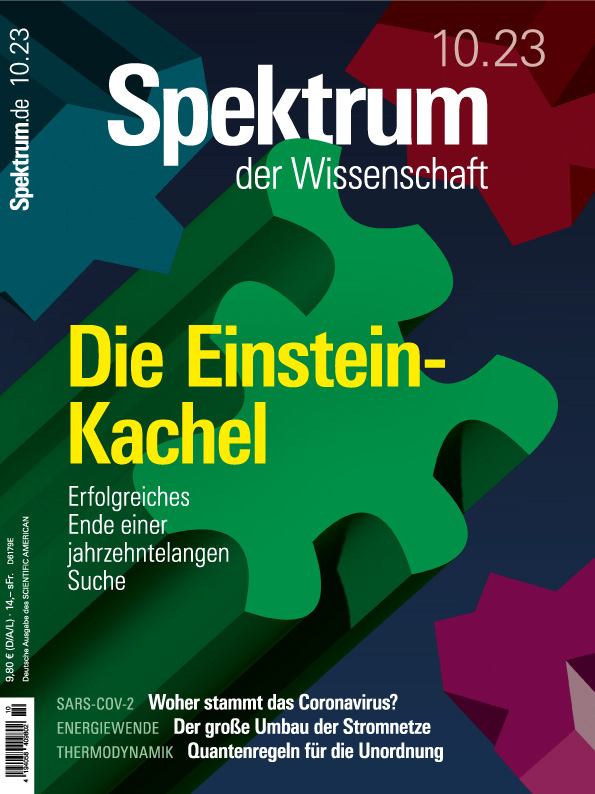 Spektrum.de 10.23
10.23
Spektrum
der Wissenschaft
Die Einstein-
Kachel
Erfolgreiches
Ende einer
jahrzehntelangen
Suche
9,80 € (D/A/L) · 14,– sFr. D6179E
Deutsche Ausgabe des SCIENTIFIC AMERICAN
SARS-COV-2 Woher stammt das Coronavirus?
ENERGIEWENDE Der große Umbau der Stromnetze
THERMODYNAMIK Quantenregeln für die Unordnung
10